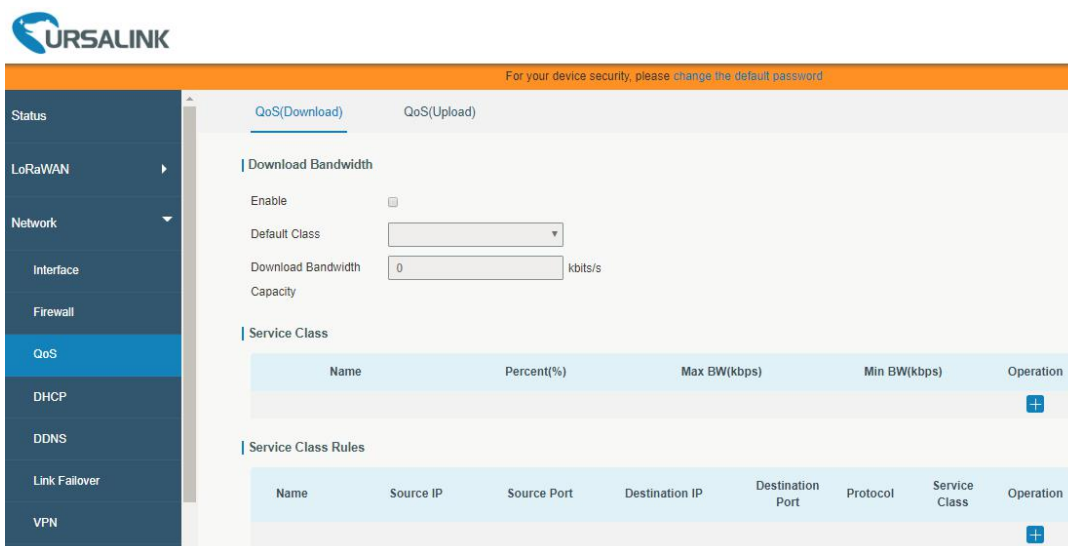 URSALINK
For your device security, please change the default password
Status
LoRaWAN
Network
Interface
Firewall
QoS
DHCP
DDNS
Link Failover
VPN
QoS(Download) QoS(Upload)
Download Bandwidth
Enable
Default Class
Download Bandwidth 0 kbits/s
Capacity
Service Class
Name Percent(%) Max BW(kbps) Min BW(kbps) Operation
Service Class Rules
Name Source IP Source Port Destination IP Destination Port Protocol Service Class Operation